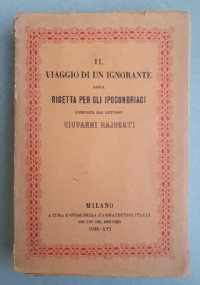 IL
VIAGGIO DI UN IGNORANTE
OSSIA
RICETTA PER GLI IPOCONDRIACI
COMPOSTA DAL DOTTORE
GIOVANNI RAJBERTI
MILANO
A CURA E SPESE DELLA FARMACEUTICI ITALIA
1938-XVI